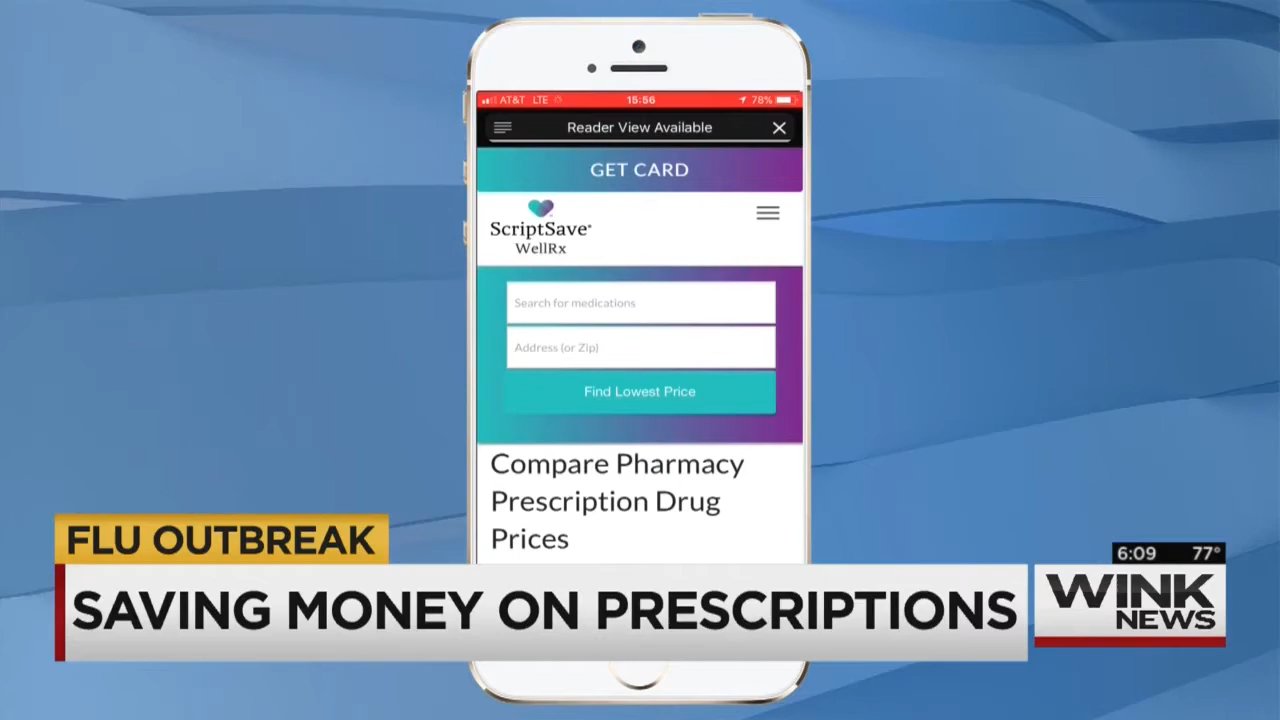 AT&T LTE 15:56 78%
Reader View Available
GET CARD
ScriptSave®
WellRx
Search for medications
Address (or Zip)
Find Lowest Price
Compare Pharmacy
Prescription Drug
Prices
FLU OUTBREAK
SAVING MONEY ON PRESCRIPTIONS
6:09 77°
WINK
NEWS